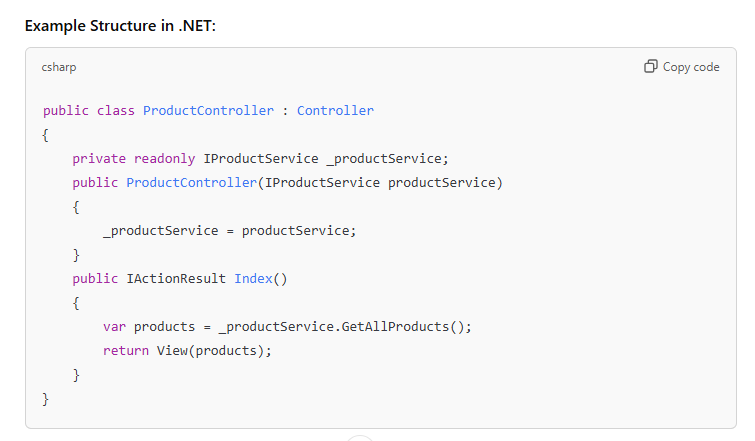 Example Structure in .NET:
csharp
Copy code
public class ProductController : Controller
{
    private readonly IProductService _productService;
    public ProductController(IProductService productService)
    {
        _productService = productService;
    }
    public IActionResult Index()
    {
        var products = _productService.GetAllProducts();
        return View(products);
    }
}